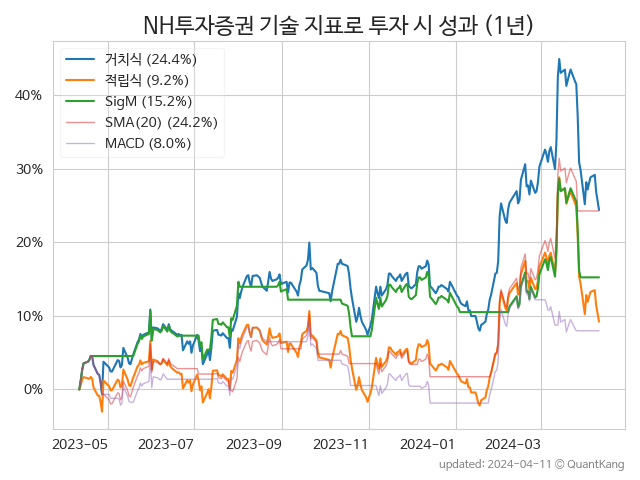 NH투자증권 기술 지표로 투자 시 성과 (1년)
거치식 (24.4%)
적립식 (9.2%)
SigM (15.2%)
SMA(20) (24.2%)
MACD (8.0%)
40%
30%
20%
10%
0%
2023-05 2023-07 2023-09 2023-11 2024-01 2024-03
updated: 2024-04-11 © QuantKang